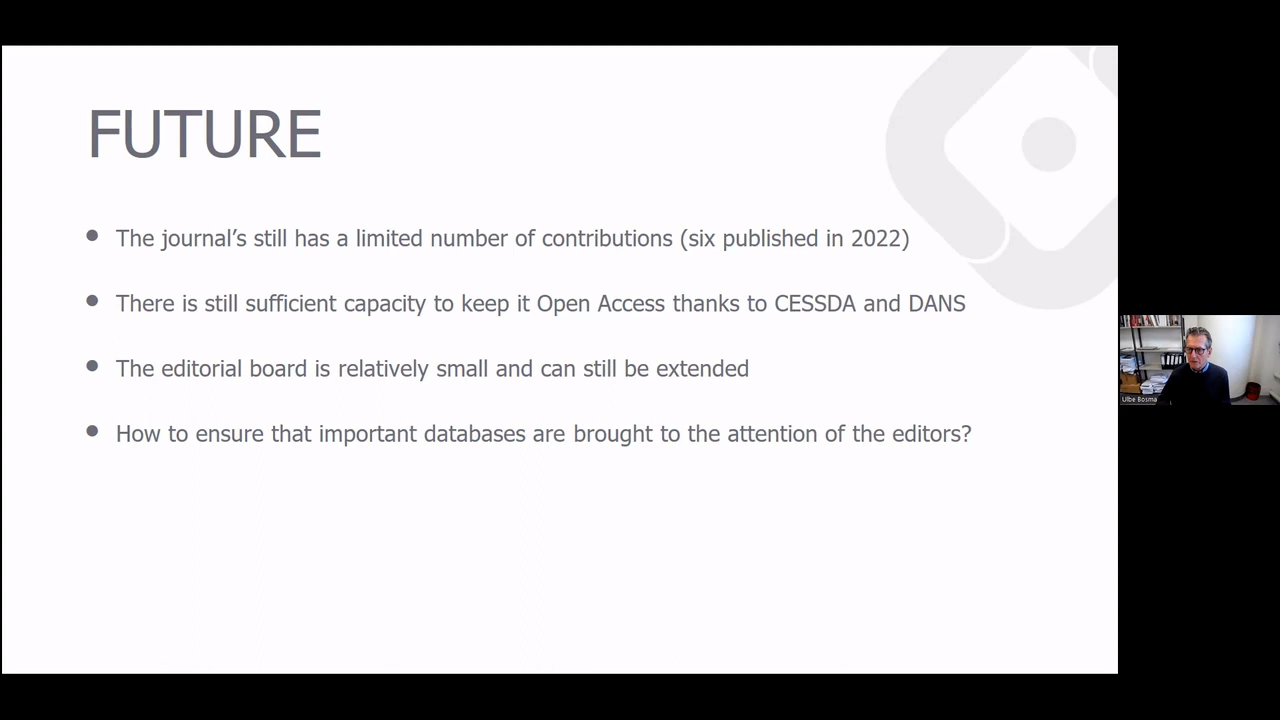 FUTURE
• The journal’s still has a limited number of contributions (six published in 2022)
• There is still sufficient capacity to keep it Open Access thanks to CESSDA and DANS
• The editorial board is relatively small and can still be extended
• How to ensure that important databases are brought to the attention of the editors?
Ulbe Bosma